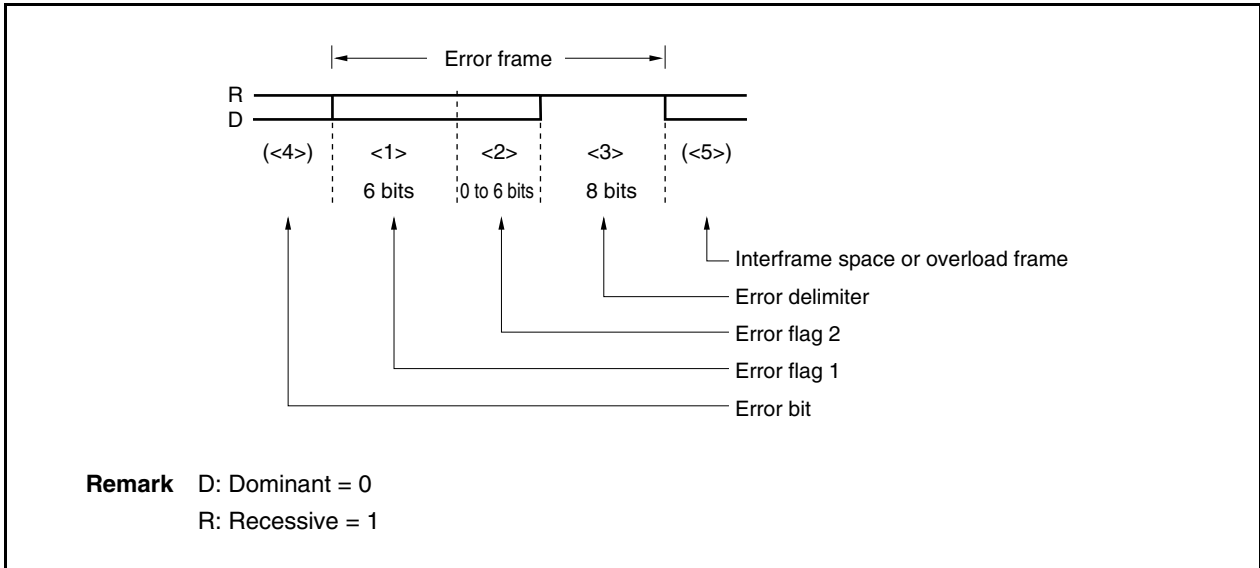 Error frame
R
D
(<4>) <1> <2> <3> (<5>)
6 bits 0 to 6 bits 8 bits
Interframe space or overload frame
Error delimiter
Error flag 2
Error flag 1
Error bit
Remark D: Dominant = 0
R: Recessive = 1